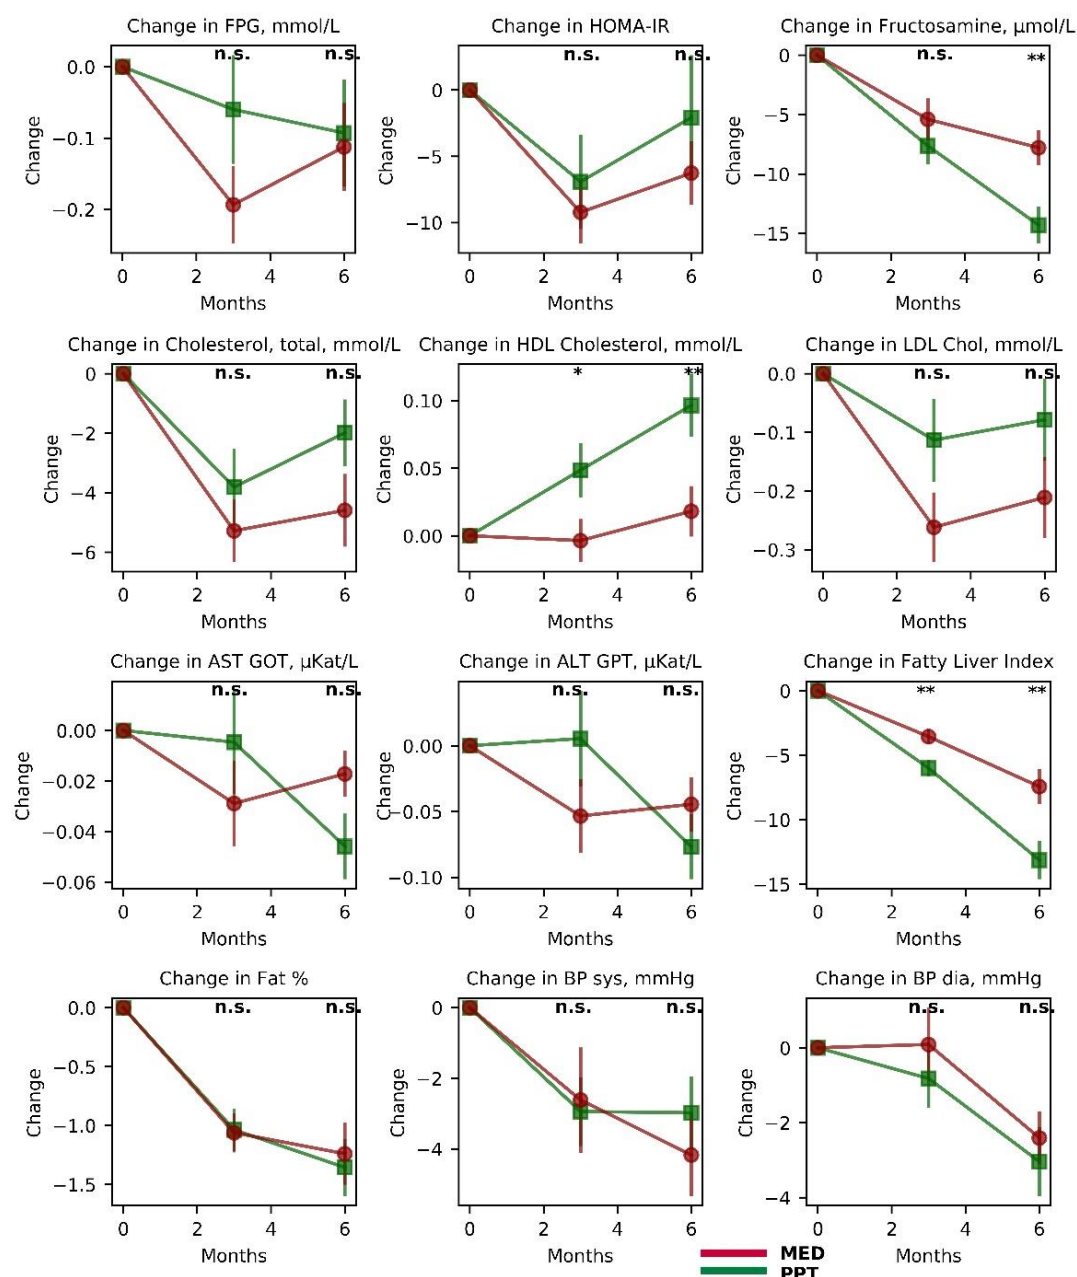 Change in FPG, mmol/L
n.s. n.s.
0.0
−0.1
−0.2
Change
0 2 4 6
Months
Change in HOMA-IR
n.s. n.s.
0
−5
−10
Change
0 2 4 6
Months
Change in Fructosamine, μmol/L
n.s. **
0
−5
−10
−15
Change
0 2 4 6
Months
Change in Cholesterol, total, mmol/L
n.s. n.s.
0
−2
−4
−6
Change
0 2 4 6
Months
Change in HDL Cholesterol, mmol/L
* **
0.10
0.05
0.00
Change
0 2 4 6
Months
Change in LDL Chol, mmol/L
n.s. n.s.
0.0
−0.1
−0.2
−0.3
Change
0 2 4 6
Months
Change in AST GOT, μKat/L
n.s. n.s.
0.00
−0.02
−0.04
−0.06
Change
0 2 4 6
Months
Change in ALT GPT, μKat/L
n.s. n.s.
0.00
−0.05
−0.10
Change
0 2 4 6
Months
Change in Fatty Liver Index
** **
0
−5
−10
−15
Change
0 2 4 6
Months
Change in Fat %
n.s. n.s.
0.0
−0.5
−1.0
−1.5
Change
0 2 4 6
Months
Change in BP sys, mmHg
n.s. n.s.
0
−2
−4
Change
0 2 4 6
Months
Change in BP dia, mmHg
n.s. n.s.
0
−2
−4
Change
0 2 4 6
Months
MED
PPT